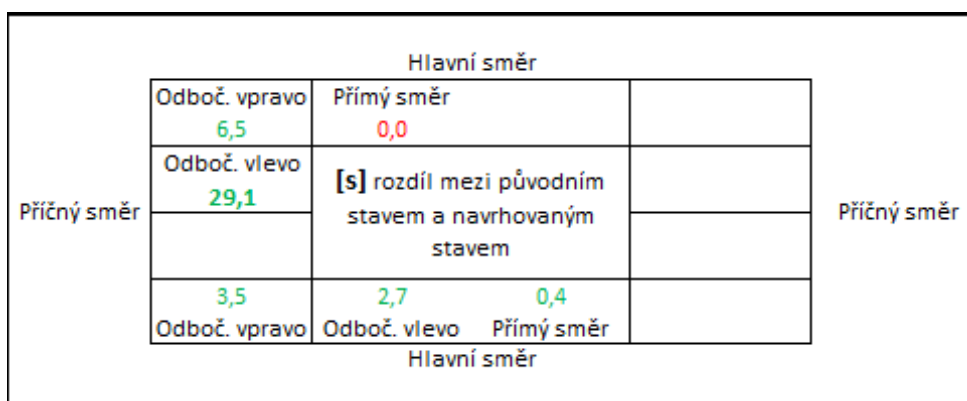 Hlavní směr
Odboč. vpravo Přímý směr
6,5 0,0
Odboč. vlevo
29,1
[s] rozdíl mezi původním
stavem a navrhovaným
stavem
Příčný směr
Příčný směr
3,5 2,7 0,4
Odboč. vpravo Odboč. vlevo Přímý směr
Hlavní směr